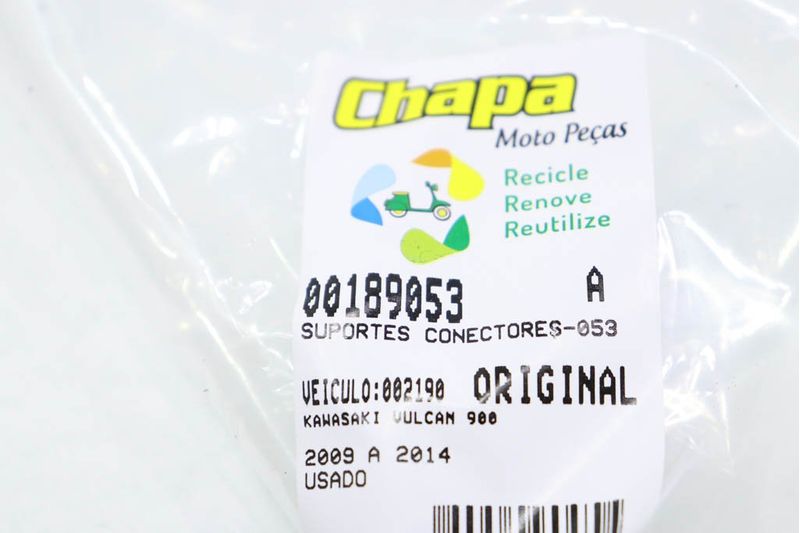 Chapa
Moto Peças
Recicle
Renove
Reutilize
00189053 A
SUPORTES CONECTORES-053
VEICULO:002190 ORIGINAL
KAWASAKI VULCAN 900
2009 A 2014
USADO